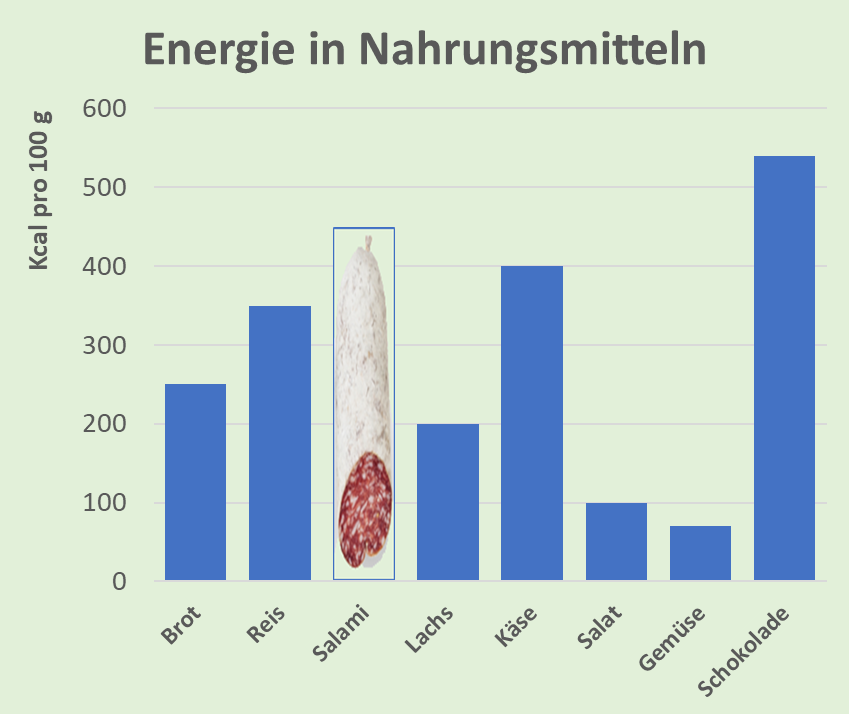 Energie in Nahrungsmitteln
Kcal pro 100 g
600
500
400
300
200
100
0
Brot
Reis
Salami
Lachs
Käse
Salat
Gemüse
Schokolade